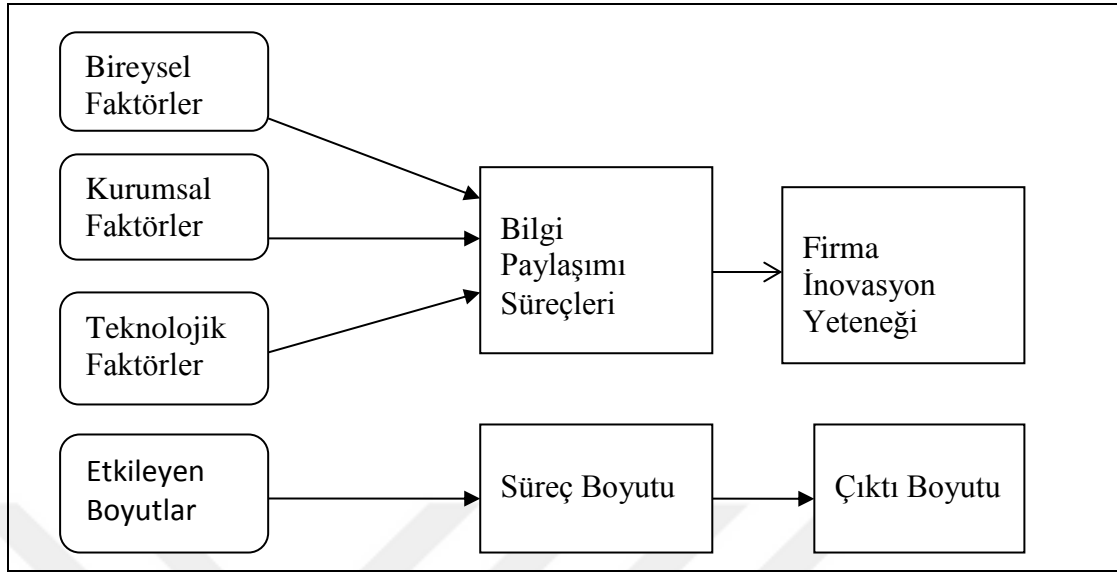 Bireysel
Faktörler
Kurumsal
Faktörler
Teknolojik
Faktörler
Bilgi
Paylaşımı
Süreçleri
Firma
İnovasyon
Yeteneği
Etkileyen
Boyutlar
Süreç Boyutu
Çıktı Boyutu